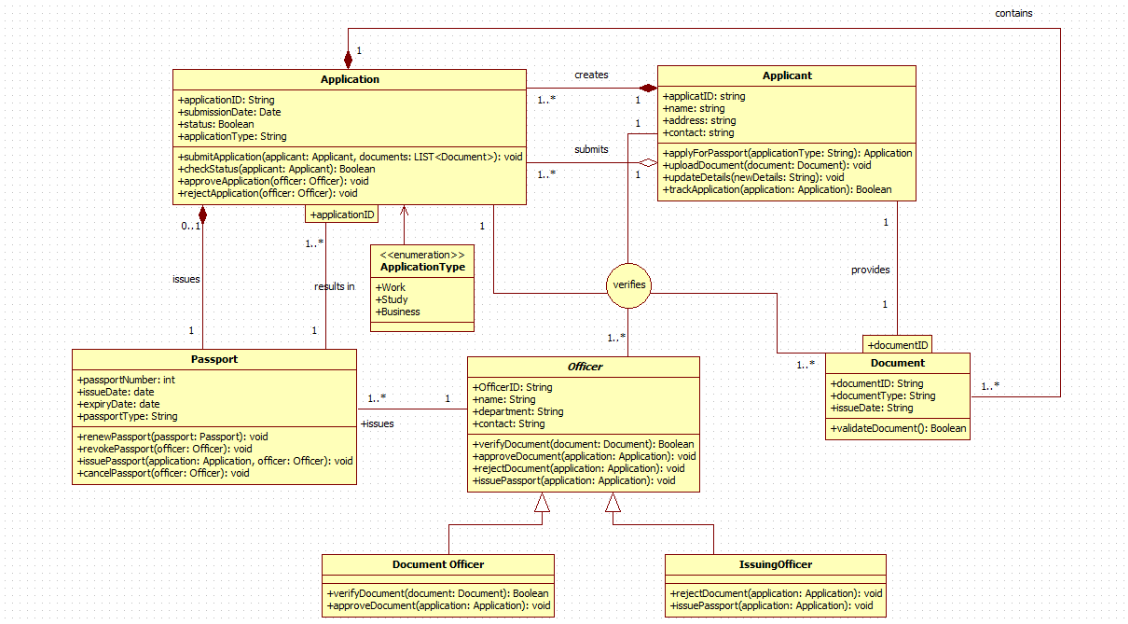 contains
1
Application
+applicationID: String
+submissionDate: Date
+status: Boolean
+applicationType: String
+submitApplication(applicant: Applicant, documents: LIST<Document>): void
+checkStatus(applicant: Applicant): Boolean
+approveApplication(officer: Officer): void
+rejectApplication(officer: Officer): void
+applicationID
creates
1..*
1
submits
1..*
1
Applicant
+applicatID: string
+name: string
+address: string
+contact: string
+applyForPassport(applicationType: String): Application
+uploadDocument(document: Document): void
+updateDetails(newDetails: String): void
+trackApplication(application: Application): Boolean
1
0..1
issues
1
1..*
results in
1
<<enumeration>>
ApplicationType
+Work
+Study
+Business
1
verifies
1..*
1..*
1
provides
1
+documentID
Document
+documentID: String
+documentType: String
+issueDate: String
+validateDocument(): Boolean
1..*
Passport
+passportNumber: int
+issueDate: date
+expiryDate: date
+passportType: String
+renewPassport(passport: Passport): void
+revokePassport(officer: Officer): void
+issuePassport(application: Application, officer: Officer): void
+cancelPassport(officer: Officer): void
1..*
1
+issues
Officer
+OfficerID: String
+name: String
+department: String
+contact: String
+verifyDocument(document: Document): Boolean
+approveDocument(application: Application): void
+rejectDocument(application: Application): void
+issuePassport(application: Application): void
Document Officer
+verifyDocument(document: Document): Boolean
+approveDocument(application: Application): void
IssuingOfficer
+rejectDocument(application: Application): void
+issuePassport(application: Application): void